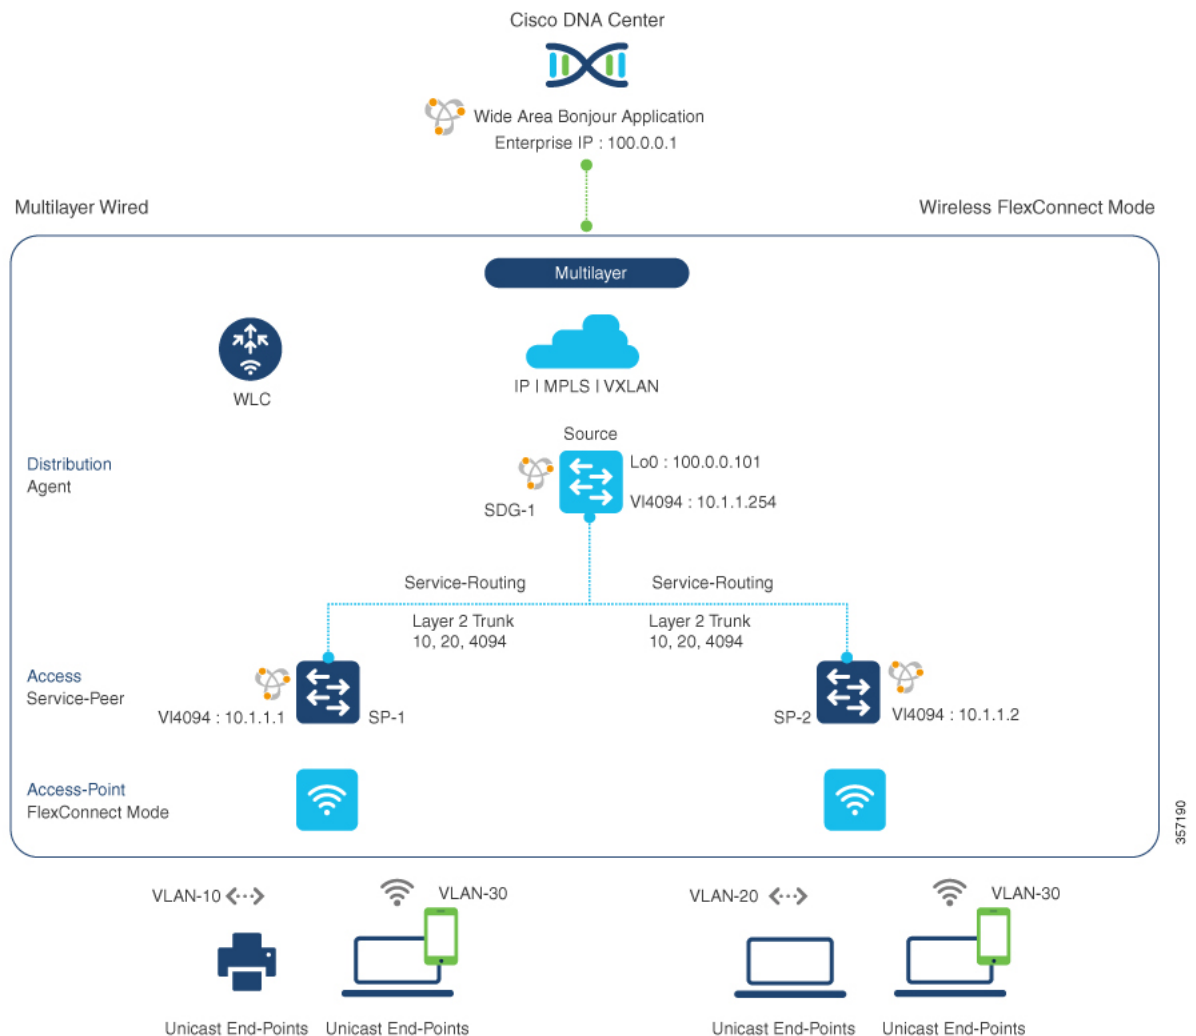 Cisco DNA Center
Wide Area Bonjour Application
Enterprise IP : 100.0.0.1
Multilayer Wired
Wireless FlexConnect Mode
Multilayer
WLC
IP I MPLS I VXLAN
Source
Distribution
Agent
Lo0 : 100.0.0.101
SDG-1
VI4094 : 10.1.1.254
Service-Routing
Service-Routing
Layer 2 Trunk
10, 20, 4094
Layer 2 Trunk
10, 20, 4094
Access
Service-Peer
VI4094 : 10.1.1.1
SP-1
SP-2
VI4094 : 10.1.1.2
Access-Point
FlexConnect Mode
357190
VLAN-10
VLAN-30
VLAN-20
VLAN-30
Unicast End-Points
Unicast End-Points
Unicast End-Points
Unicast End-Points